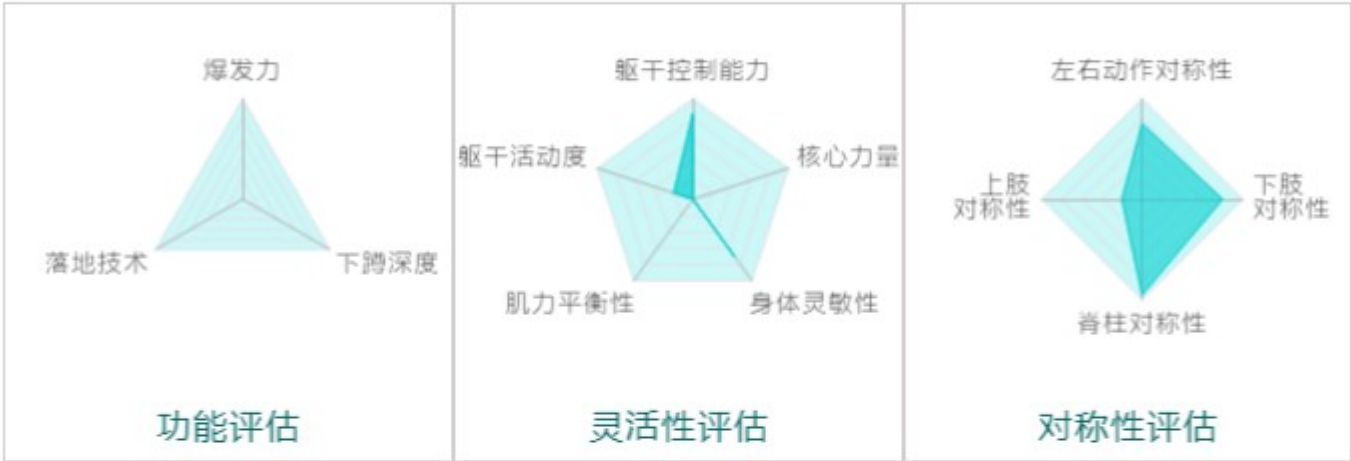 爆发力
落地技术
下蹲深度
功能评估
躯干控制能力
躯干活动度
核心力量
肌力平衡性
身体灵敏性
灵活性评估
左右动作对称性
上肢
对称性
下肢
对称性
脊柱对称性
对称性评估